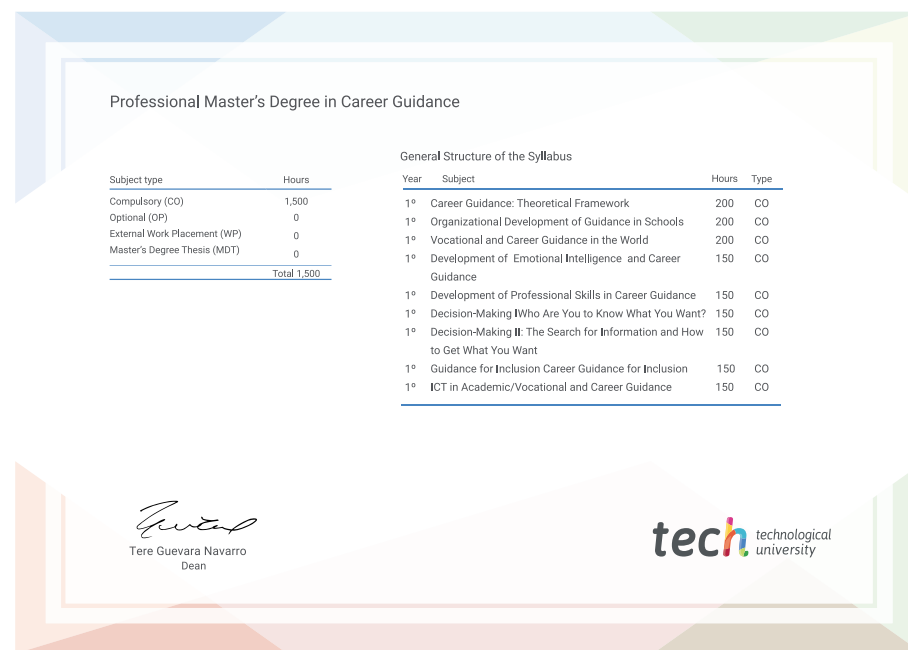 Professional Master's Degree in Career Guidance
General Structure of the Syllabus
Subject type Hours
Compulsory (CO) 1,500
Optional (OP) 0
External Work Placement (WP) 0
Master's Degree Thesis (MDT) 0
Total 1,500
Year Subject Hours Type
1º Career Guidance: Theoretical Framework 200 CO
1º Organizational Development of Guidance in Schools 200 CO
1º Vocational and Career Guidance in the World 200 CO
1º Development of Emotional Intelligence and Career 150 CO
Guidance
1º Development of Professional Skills in Career Guidance 150 CO
1º Decision-Making IWho Are You to Know What You Want? 150 CO
1º Decision-Making II: The Search for Information and How 150 CO
to Get What You Want
1º Guidance for Inclusion Career Guidance for Inclusion 150 CO
1º ICT in Academic/Vocational and Career Guidance 150 CO
Tere Guevara Navarro
Dean
tech technological
university